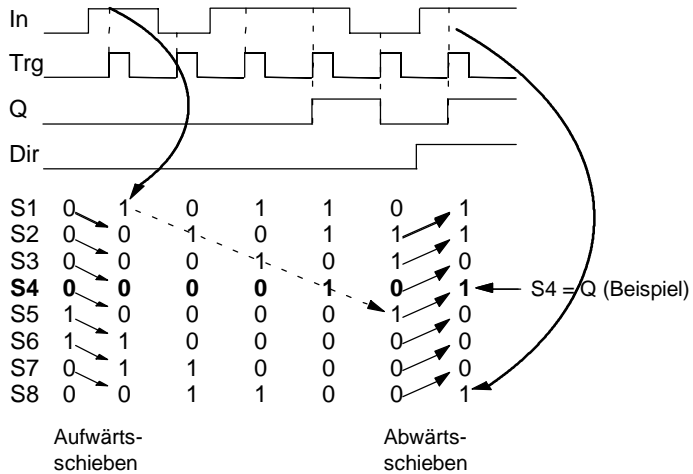 In
Trg
Q
Dir
S1 0 1 0 1 1 0 1
S2 0 0 1 0 1 1 1
S3 0 0 0 1 0 1 0
S4 0 0 0 0 1 0 1 S4 = Q (Beispiel)
S5 1 0 0 0 0 1 0
S6 1 1 0 0 0 0 0
S7 0 1 1 0 0 0 0
S8 0 0 1 1 0 0 1
Aufwärts- Abwärts-
schieben schieben